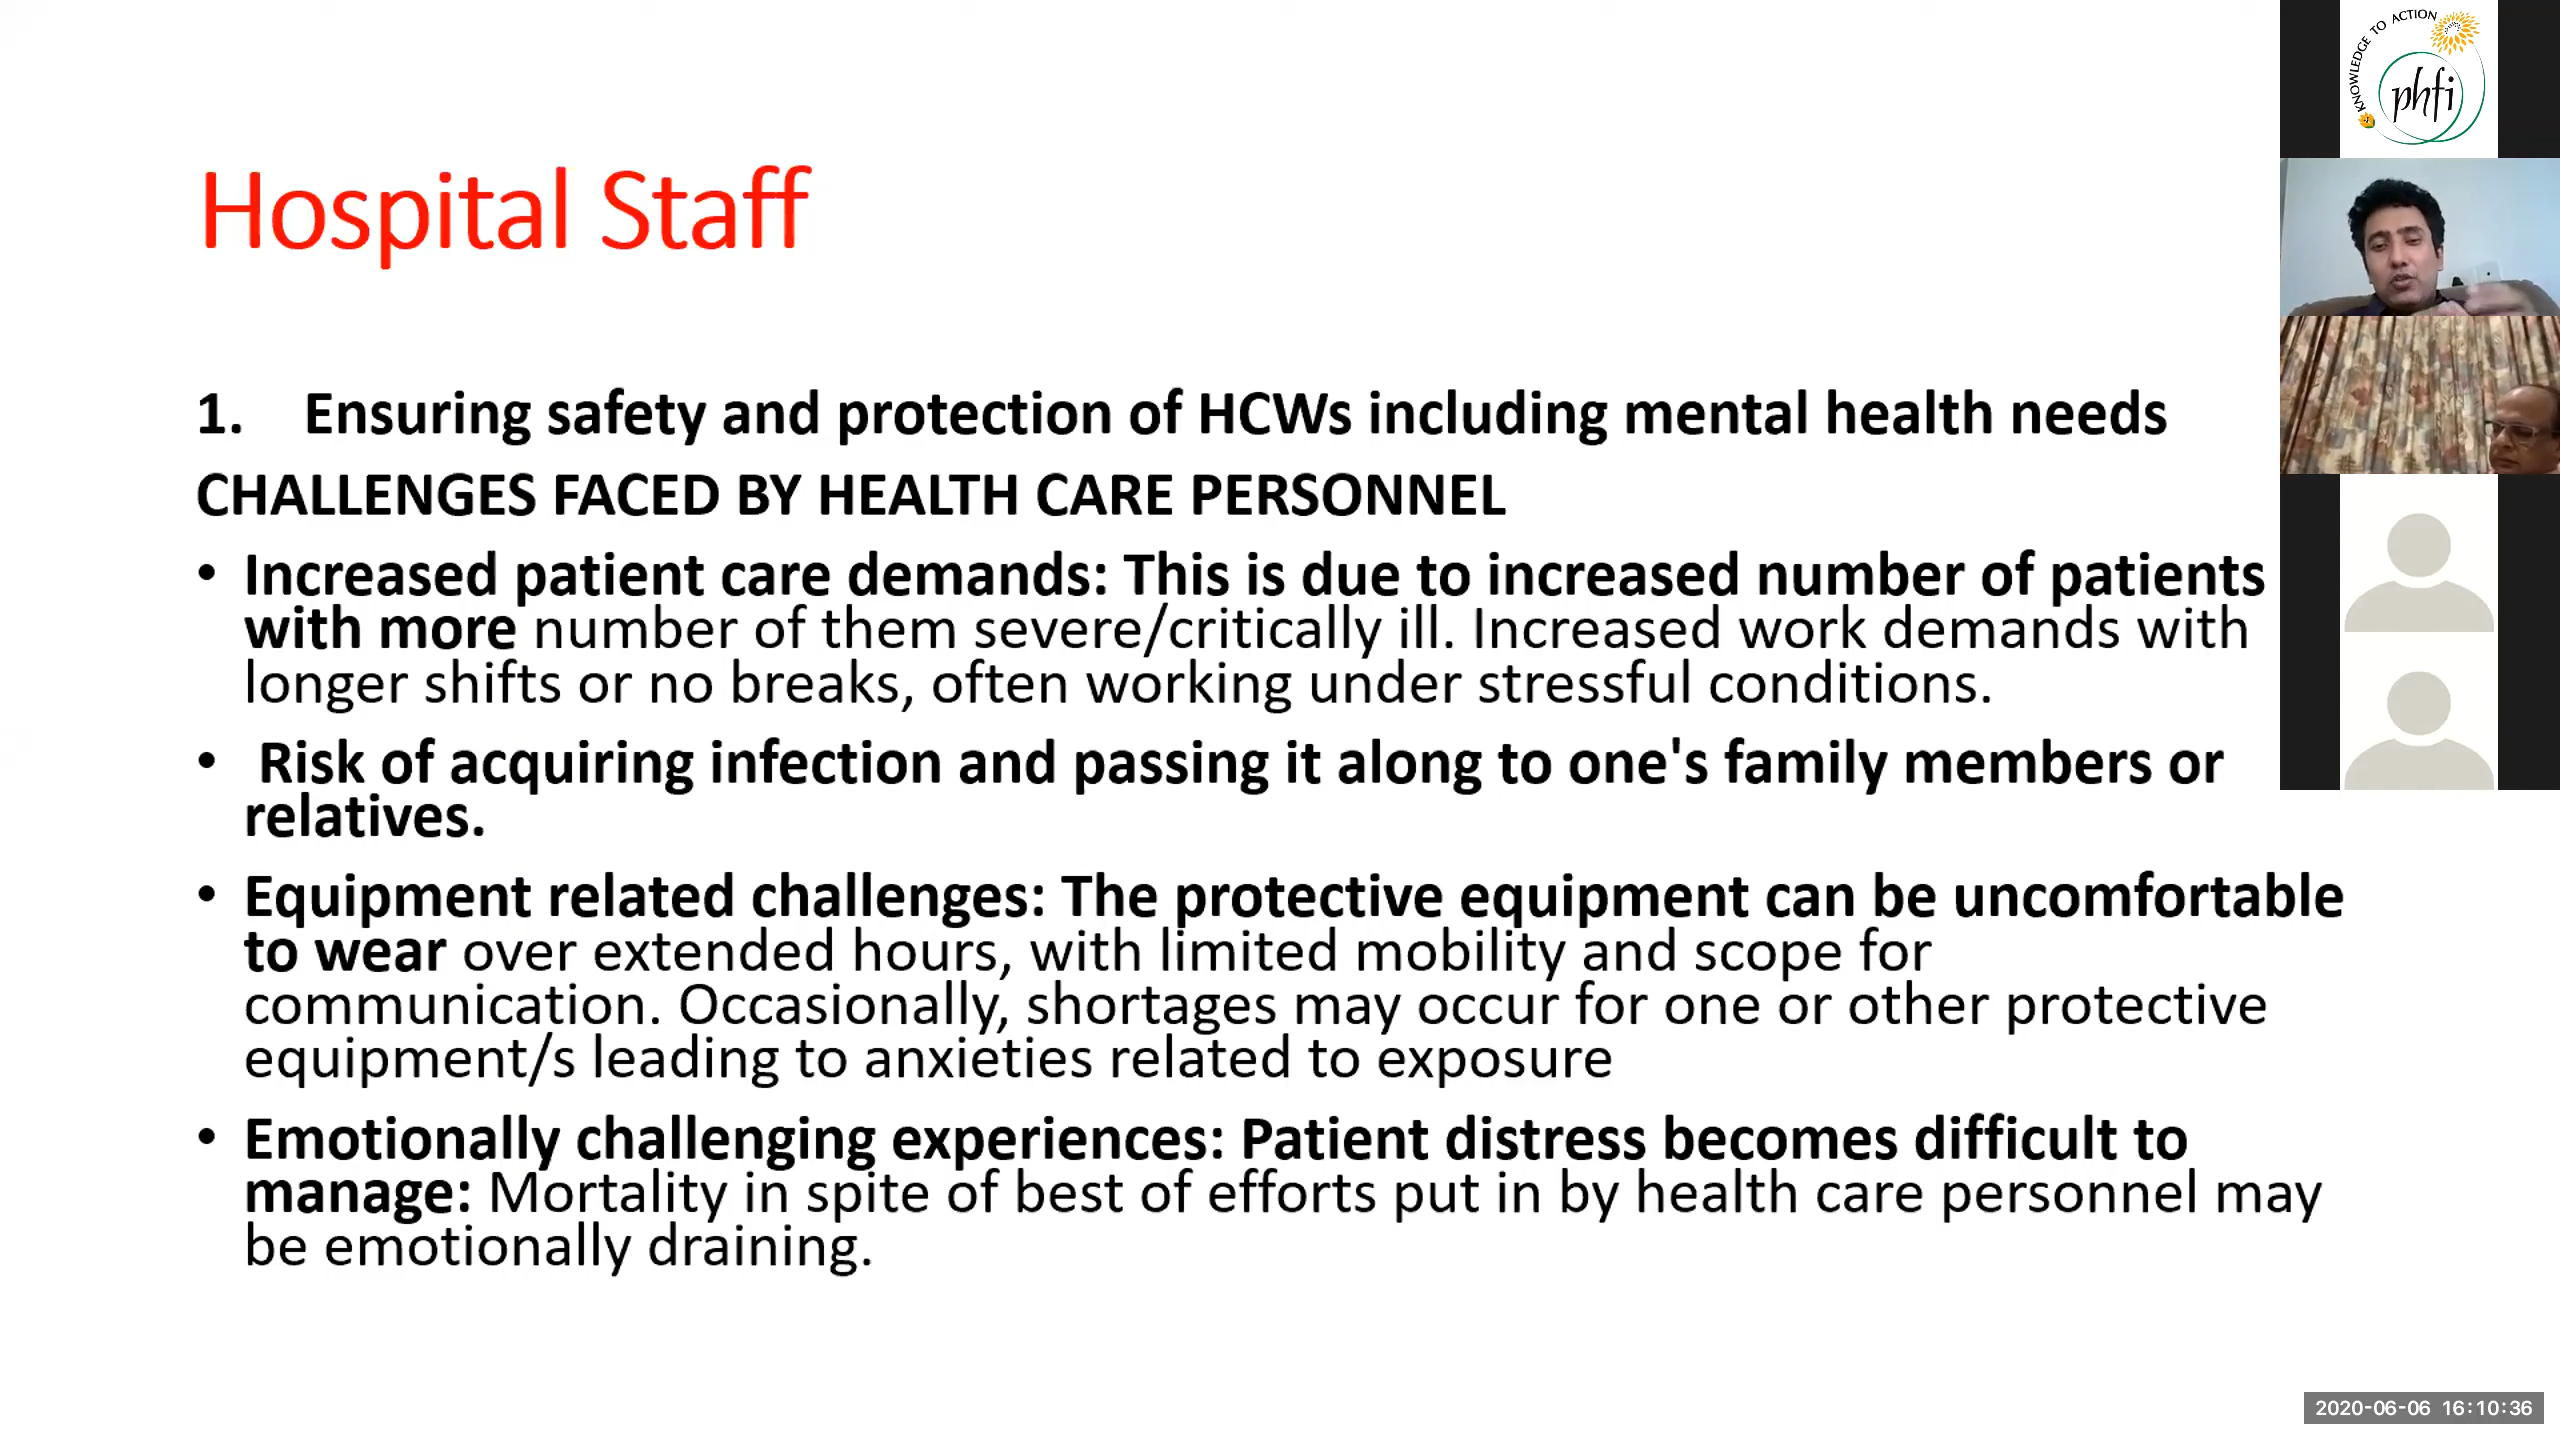 KNOWLEDGE TO ACTION
phfi
Hospital Staff
1. Ensuring safety and protection of HCWs including mental health needs
CHALLENGES FACED BY HEALTH CARE PERSONNEL
• Increased patient care demands: This is due to increased number of patients
with more number of them severe/critically ill. Increased work demands with
longer shifts or no breaks, often working under stressful conditions.
• Risk of acquiring infection and passing it along to one's family members or
relatives.
• Equipment related challenges: The protective equipment can be uncomfortable
to wear over extended hours, with limited mobility and scope for
communication. Occasionally, shortages may occur for one or other protective
equipment/s leading to anxieties related to exposure
• Emotionally challenging experiences: Patient distress becomes difficult to
manage: Mortality in spite of best of efforts put in by health care personnel may
be emotionally draining.
2020-06-06 16:10:36